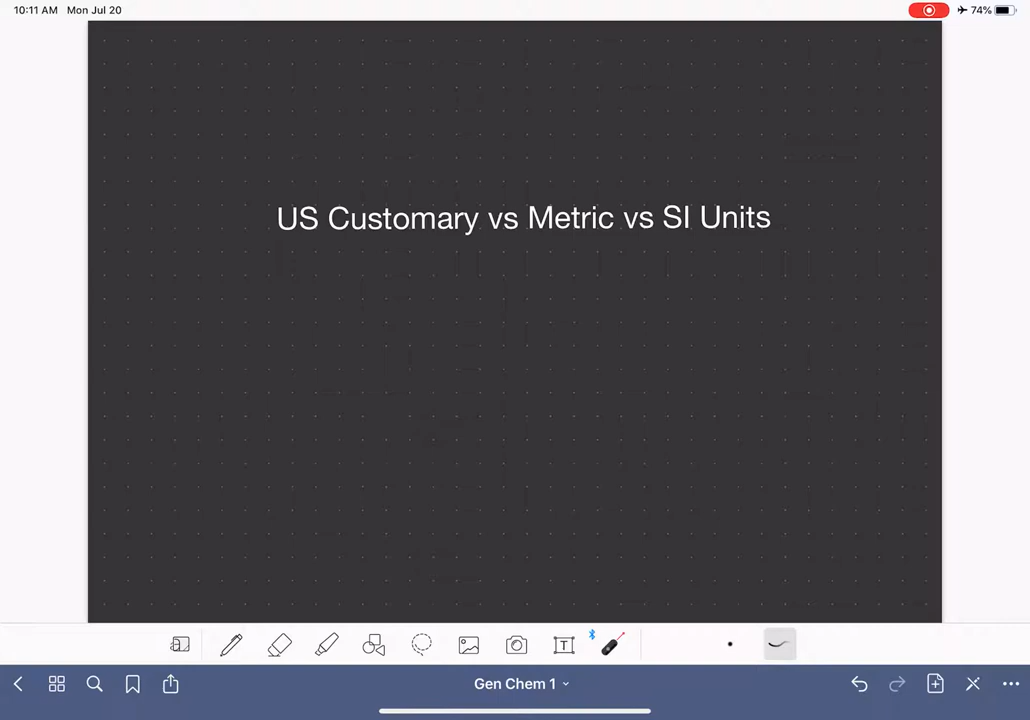 10:11 AM Mon Jul 20
74%
US Customary vs Metric vs SI Units
T
Gen Chem 1